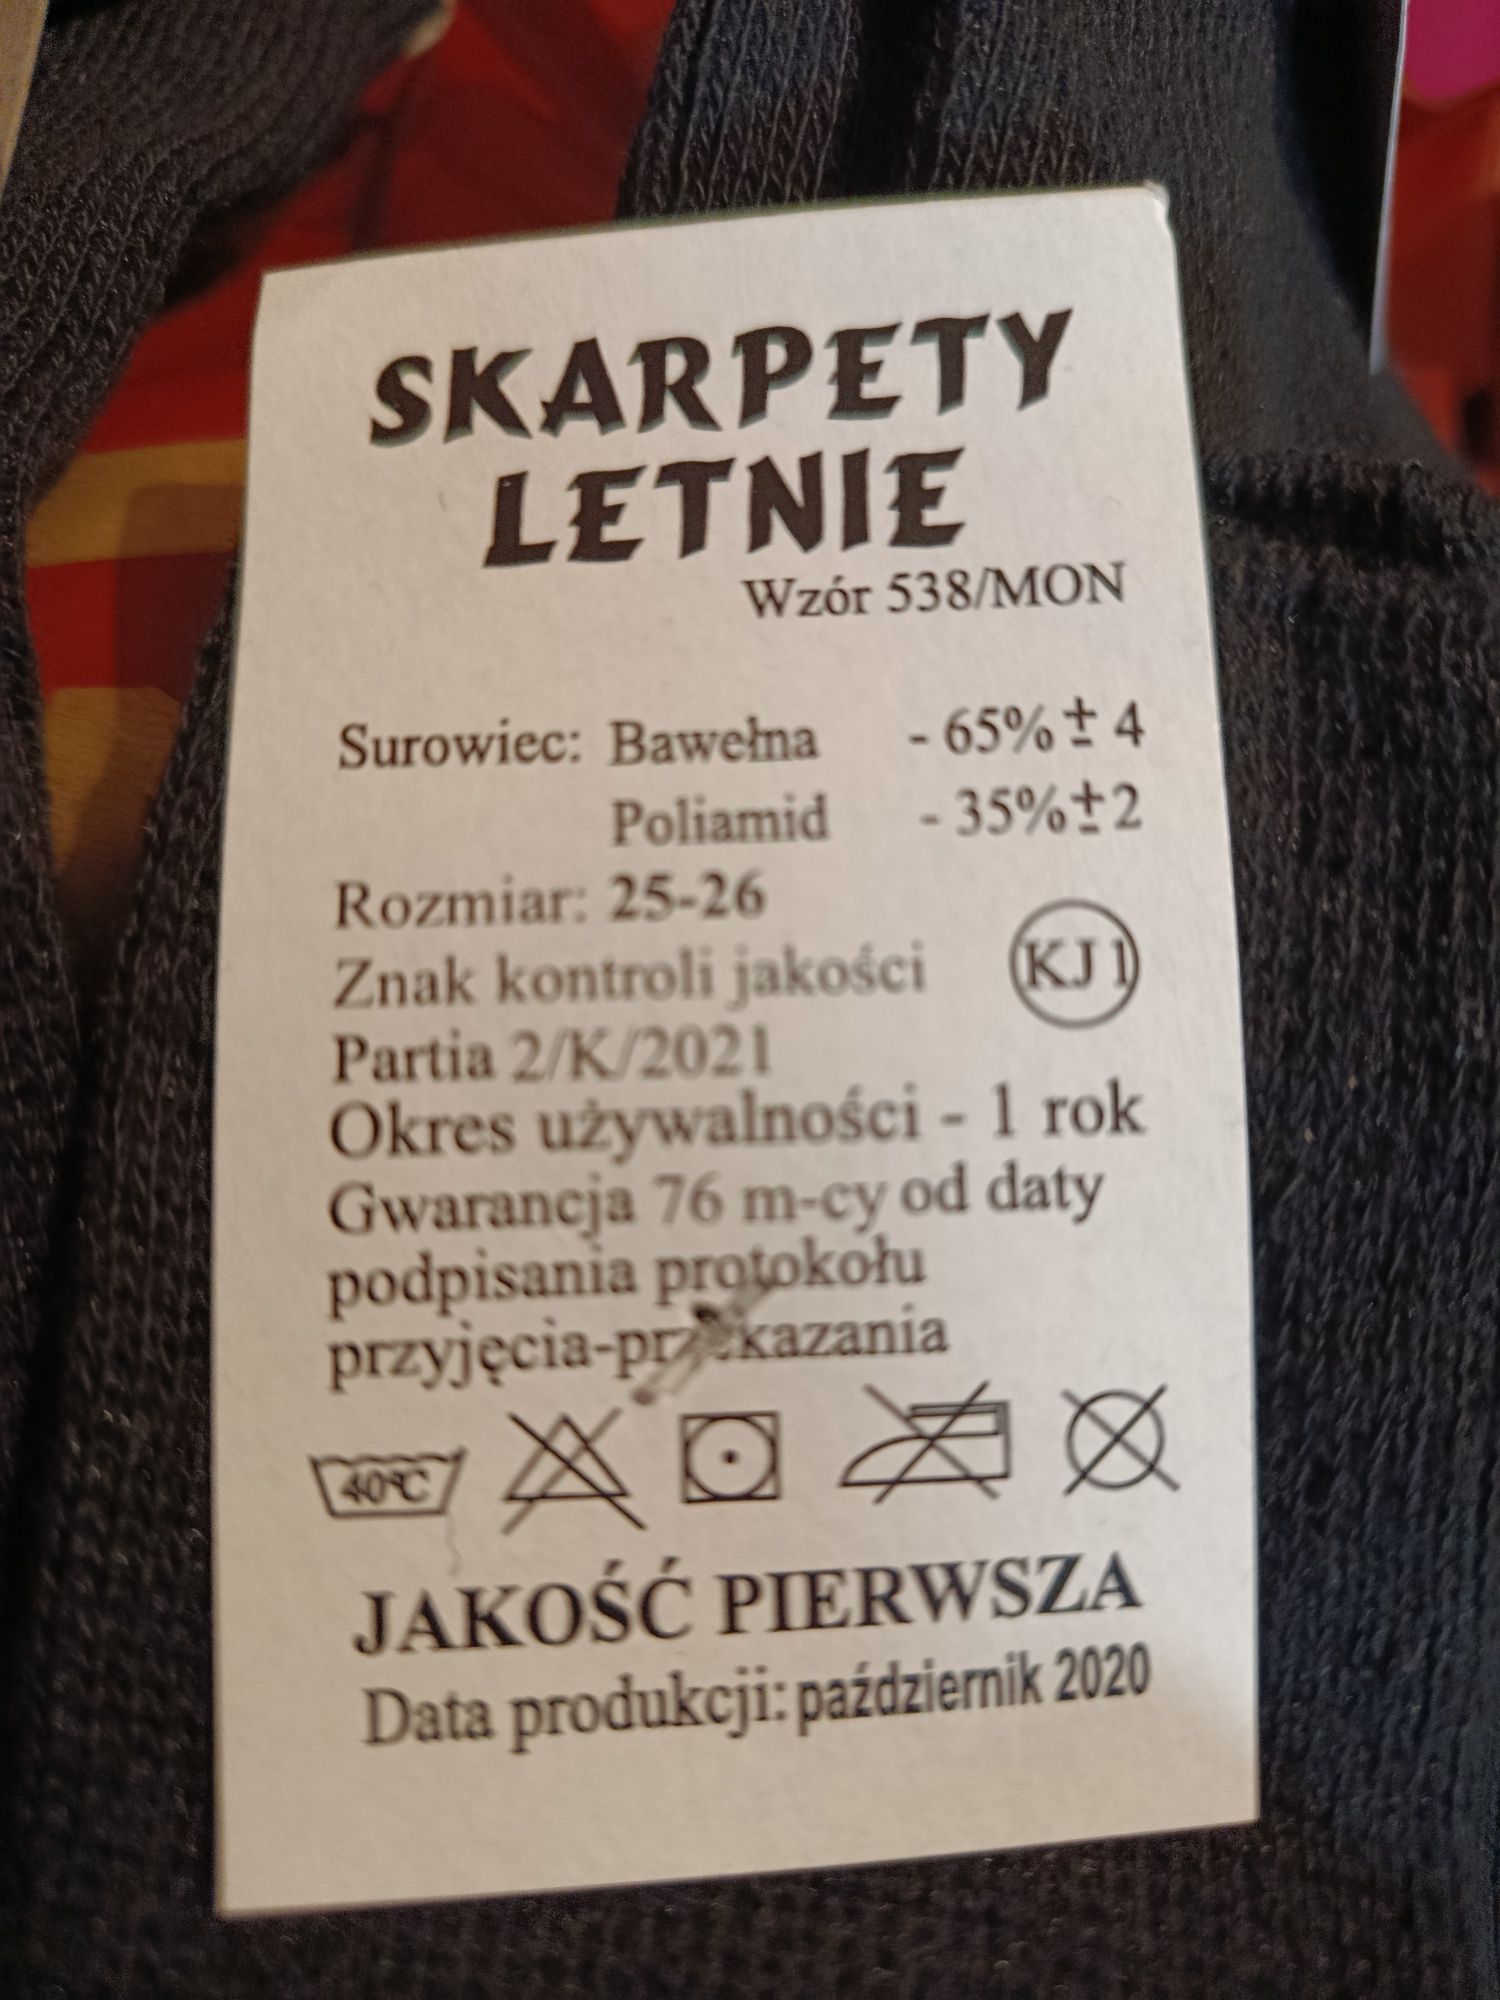 SKARPETY
LETNIE
Wzór 538/MON
Surowiec: Bawełna - 65% ± 4
Poliamid - 35% ± 2
Rozmiar: 25-26
Znak kontroli jakości KJ 1
Partia 2/K/2021
Okres używalności - 1 rok
Gwarancja 76 m-cy od daty
podpisania protokołu
przyjęcia-przekazania
40°C
JAKOŚĆ PIERWSZA
Data produkcji: październik 2020